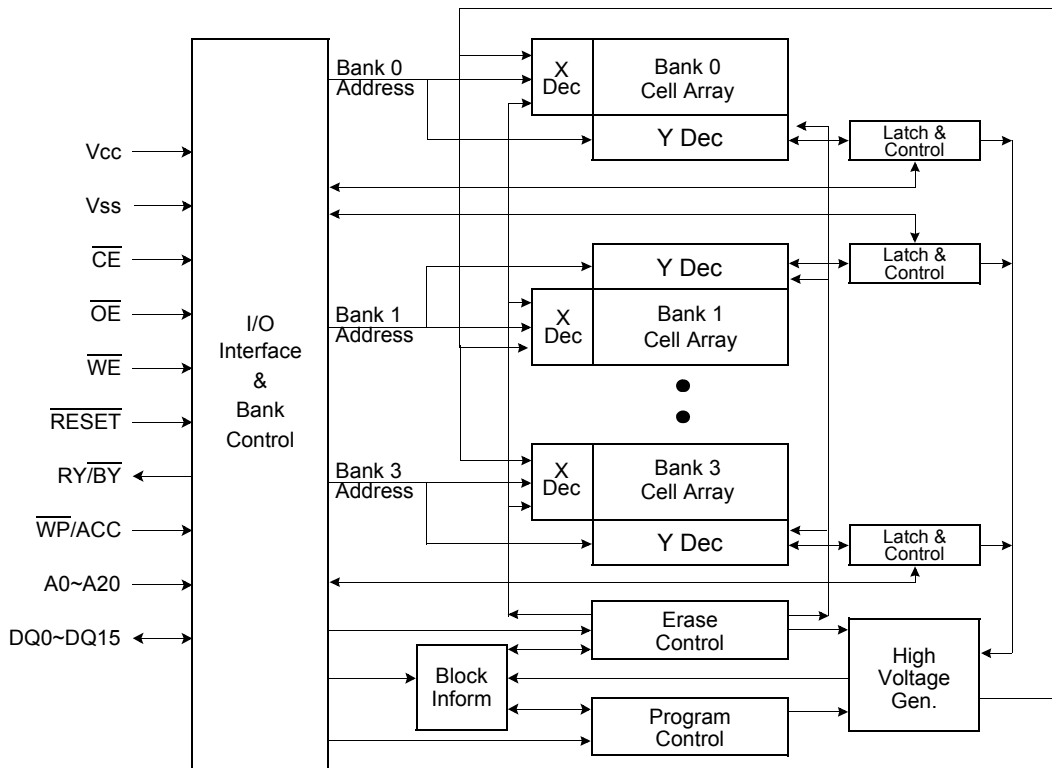 Vcc
Vss
CE
OE
WE
RESET
RY/BY
WP/ACC
A0~A20
DQ0~DQ15
I/O
Interface
&
Bank
Control
Bank 0
Address
X
Dec
Bank 0
Cell Array
Y Dec
Latch &
Control
Y Dec
Latch &
Control
Bank 1
Address
X
Dec
Bank 1
Cell Array
Bank 3
Address
X
Dec
Bank 3
Cell Array
Y Dec
Latch &
Control
Erase
Control
Block
Inform
High
Voltage
Gen.
Program
Control